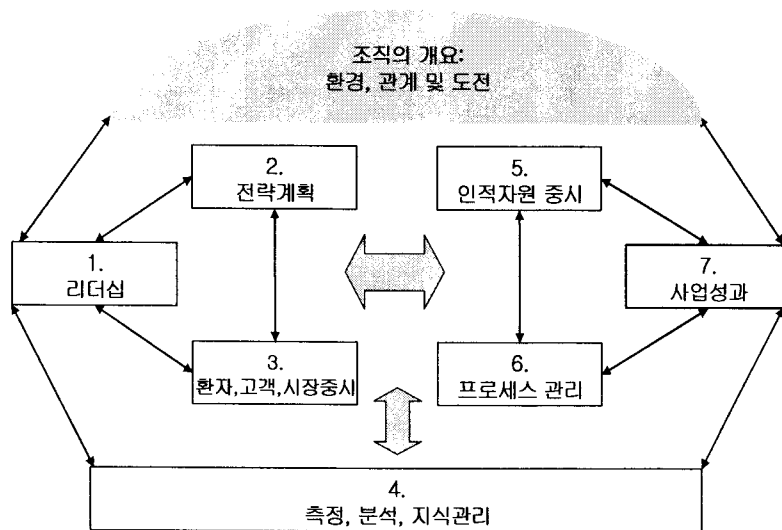 조직의 개요:
환경, 관계 및 도전
2.
전략계획
5.
인적자원 중시
1.
리더십
7.
사업성과
3.
환자,고객,시장중시
6.
프로세스 관리
4.
측정, 분석, 지식관리